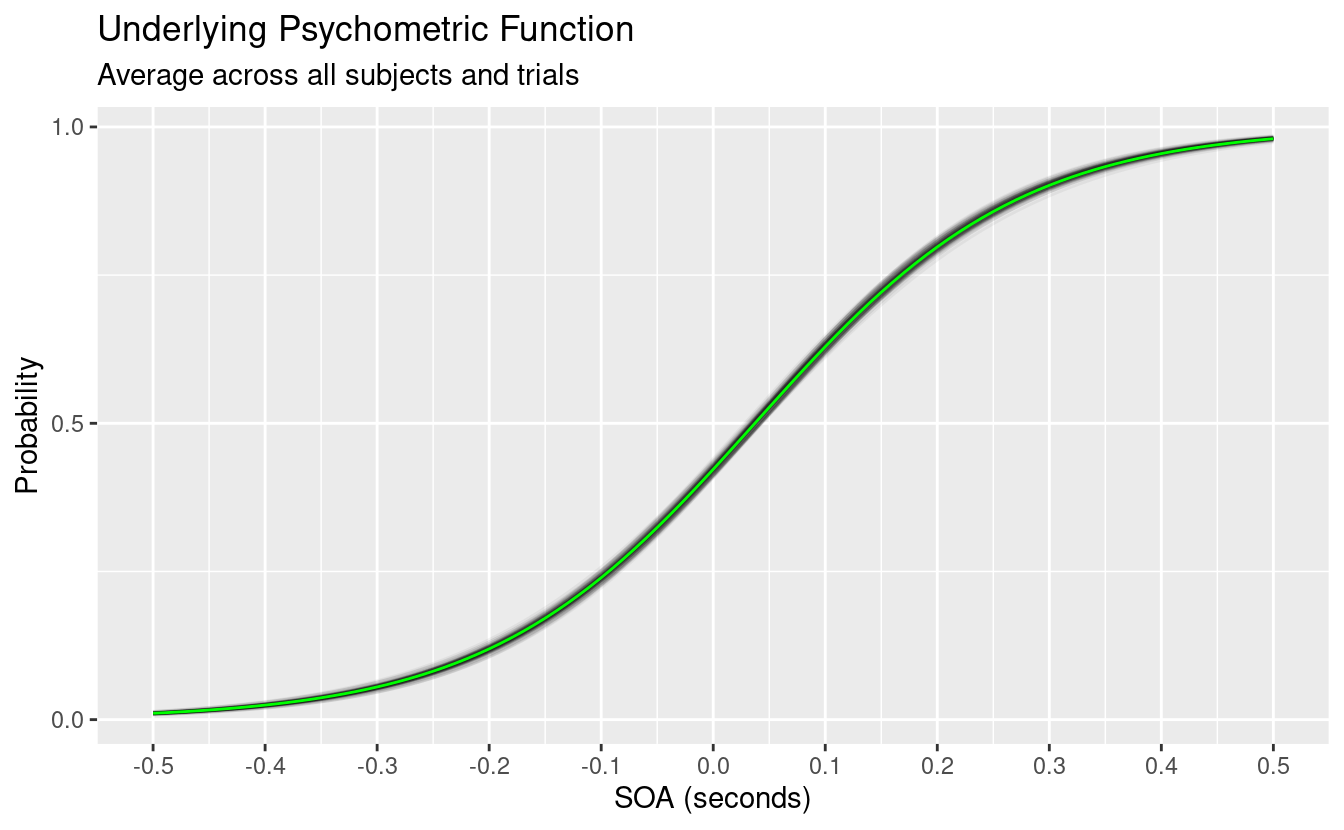 Underlying Psychometric Function
Average across all subjects and trials
1.0
0.5
0.0
Probability
-0.5 -0.4 -0.3 -0.2 -0.1 0.0 0.1 0.2 0.3 0.4 0.5
SOA (seconds)